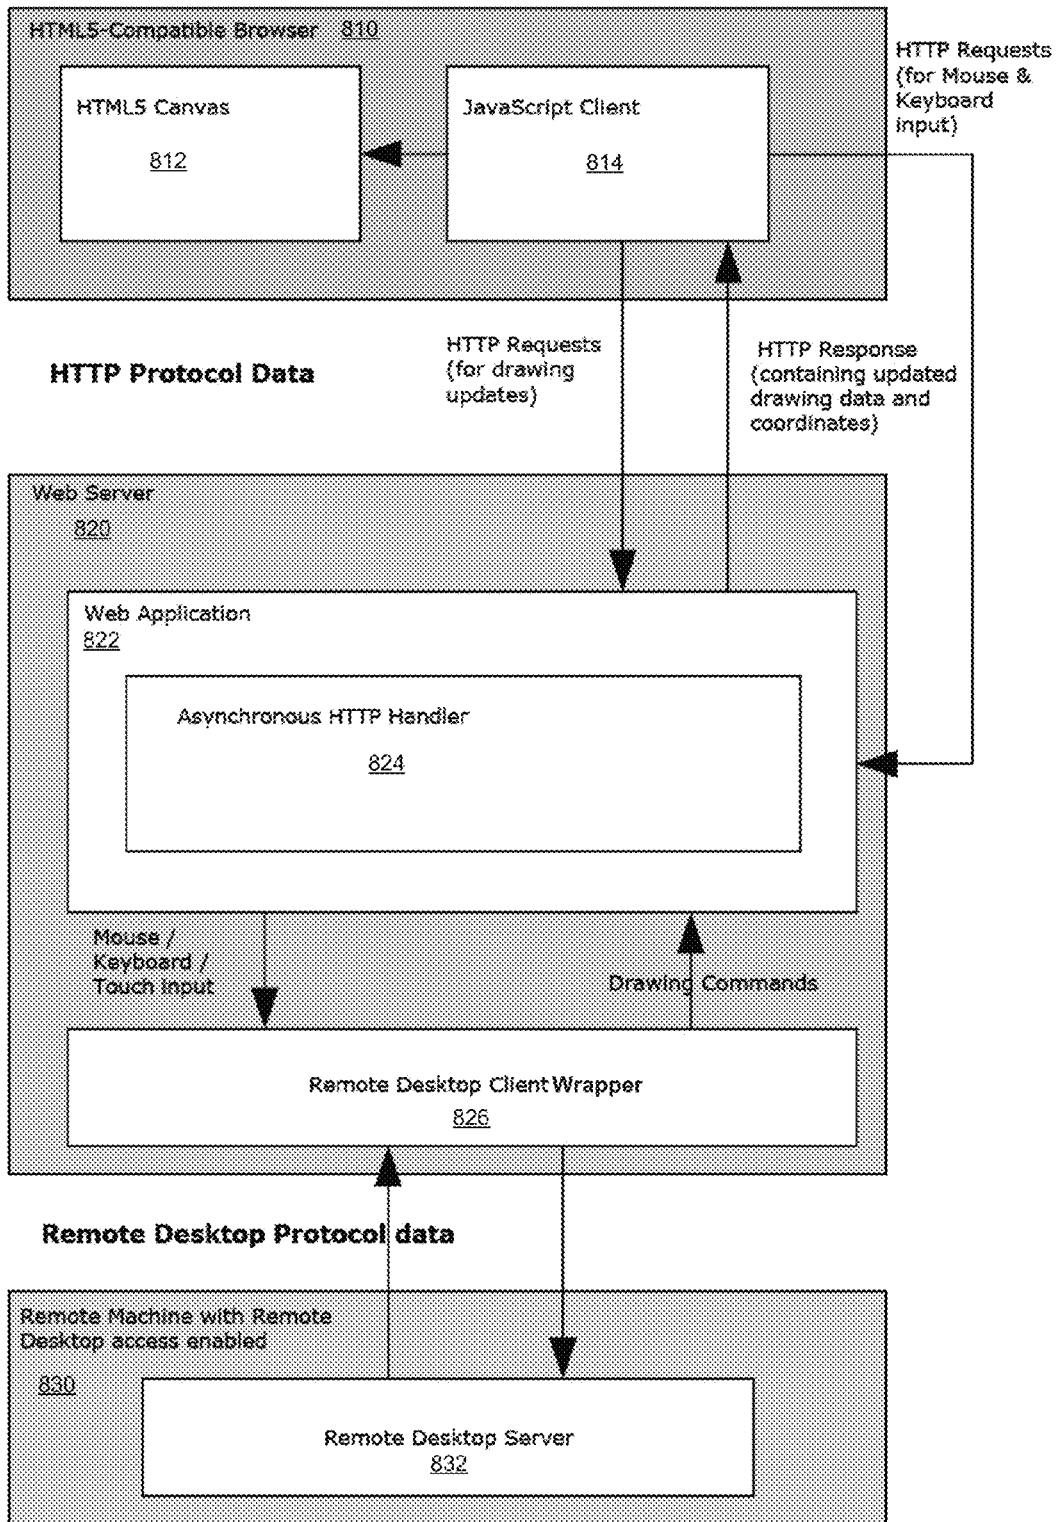 HTML5-Compatible Browser 810
HTTP Requests
(for Mouse &
Keyboard
input)
HTML5 Canvas
812
JavaScript Client
814
HTTP Protocol Data
HTTP Requests
(for drawing
updates)
HTTP Response
(containing updated
drawing data and
coordinates)
Web Server
820
Web Application
822
Asynchronous HTTP Handler
824
Mouse /
Keyboard /
Touch input
Drawing Commands
Remote Desktop Client Wrapper
826
Remote Desktop Protocol data
Remote Machine with Remote
Desktop access enabled
830
Remote Desktop Server
832